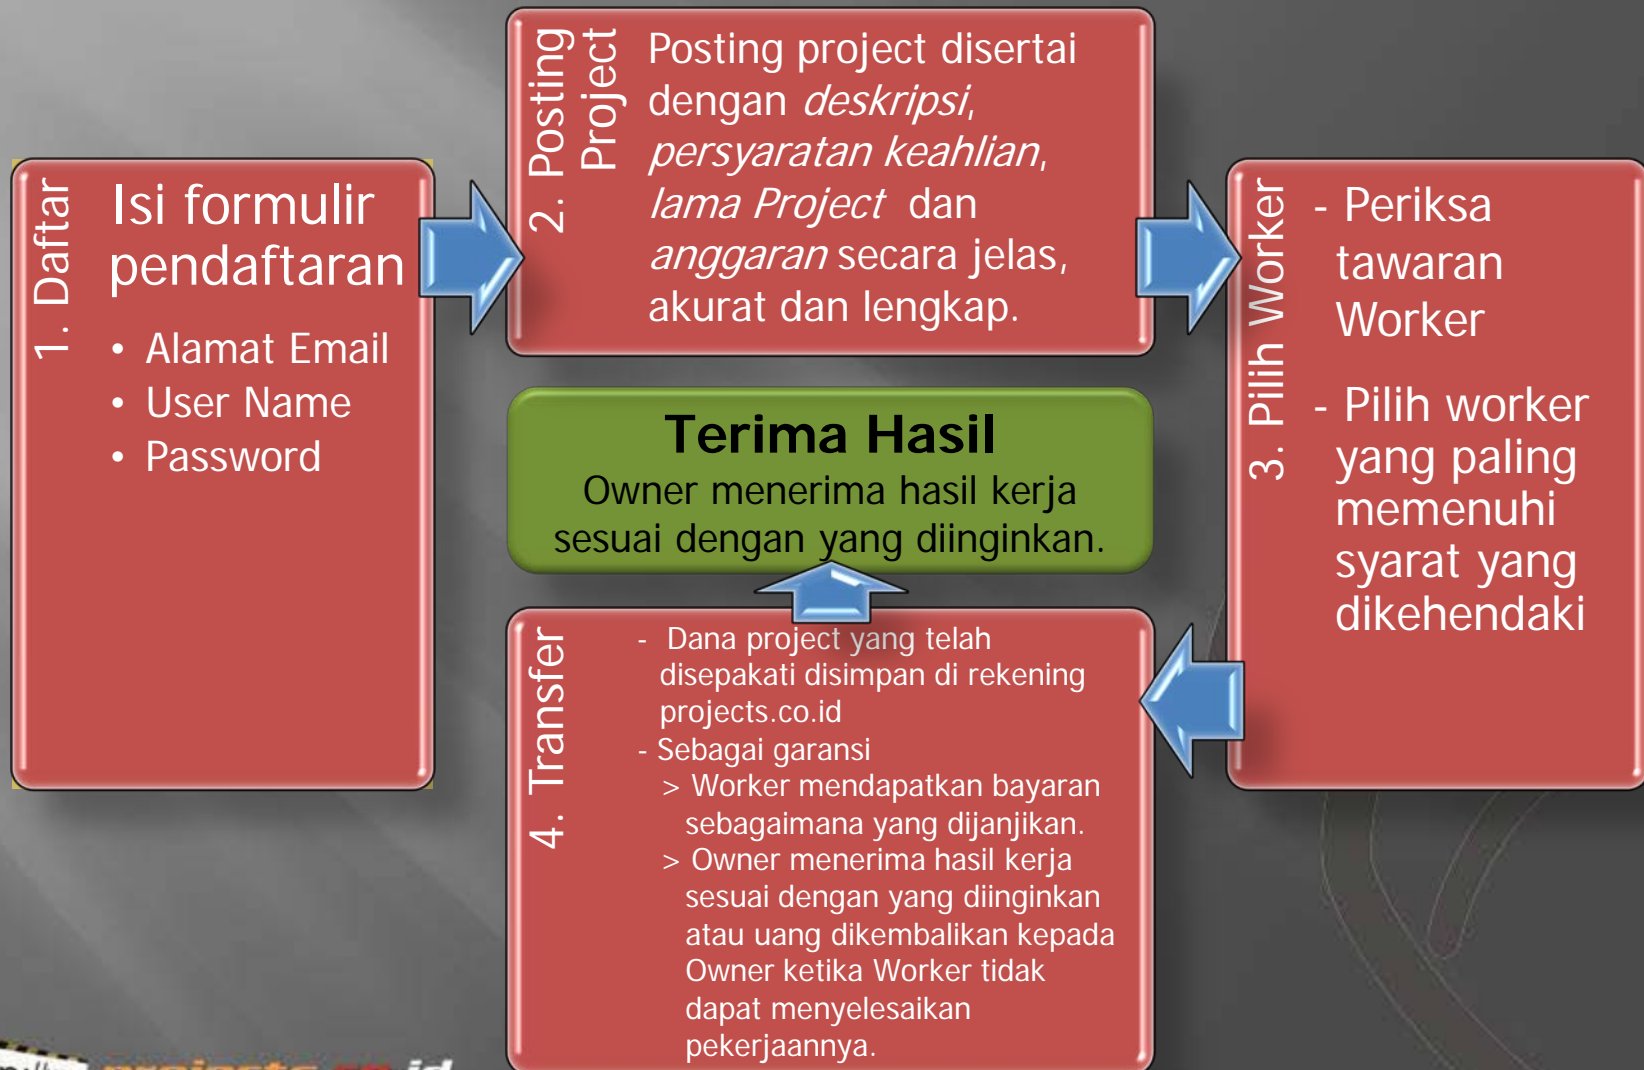 1. Daftar
Isi formulir
pendaftaran
• Alamat Email
• User Name
• Password
2. Posting
Project
Posting project disertai
dengan deskripsi,
persyaratan keahlian,
lama Project dan
anggaran secara jelas,
akurat dan lengkap.
3. Pilih Worker
- Periksa
tawaran
Worker
- Pilih worker
yang paling
memenuhi
syarat yang
dikehendaki
4. Transfer
- Dana project yang telah
disepakati disimpan di rekening
projects.co.id
- Sebagai garansi
> Worker mendapatkan bayaran
sebagaimana yang dijanjikan.
> Owner menerima hasil kerja
sesuai dengan yang diinginkan
atau uang dikembalikan kepada
Owner ketika Worker tidak
dapat menyelesaikan
pekerjaannya.
Terima Hasil
Owner menerima hasil kerja
sesuai dengan yang diinginkan.
projects.co.id